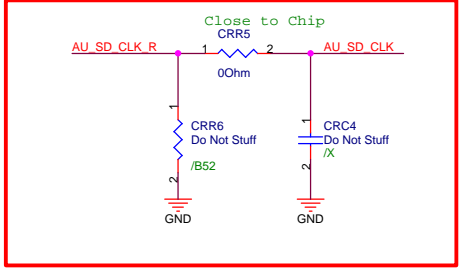 Close to Chip
CRR5
AU_SD_CLK_R
1
2
AU_SD_CLK
0Ohm
1
CRR6
Do Not Stuff
/B52
2
GND
1
CRC4
Do Not Stuff
/X
2
GND